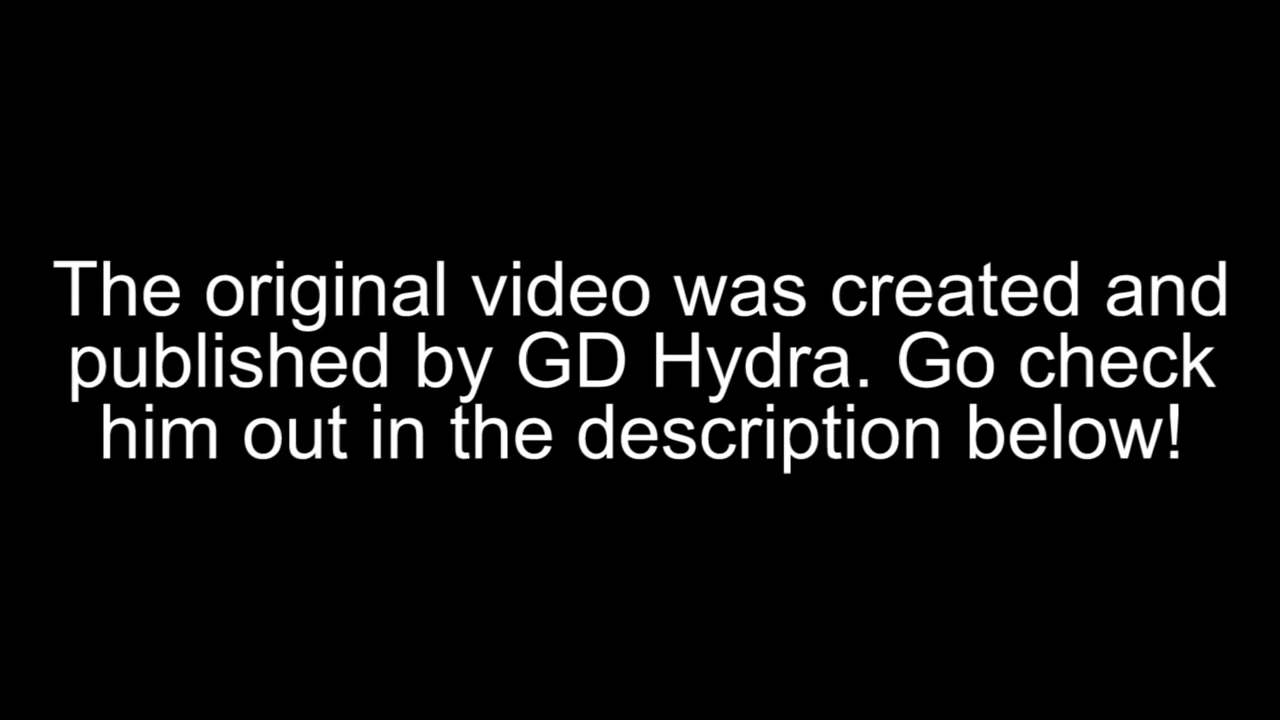 The original video was created and
published by GD Hydra. Go check
him out in the description below!